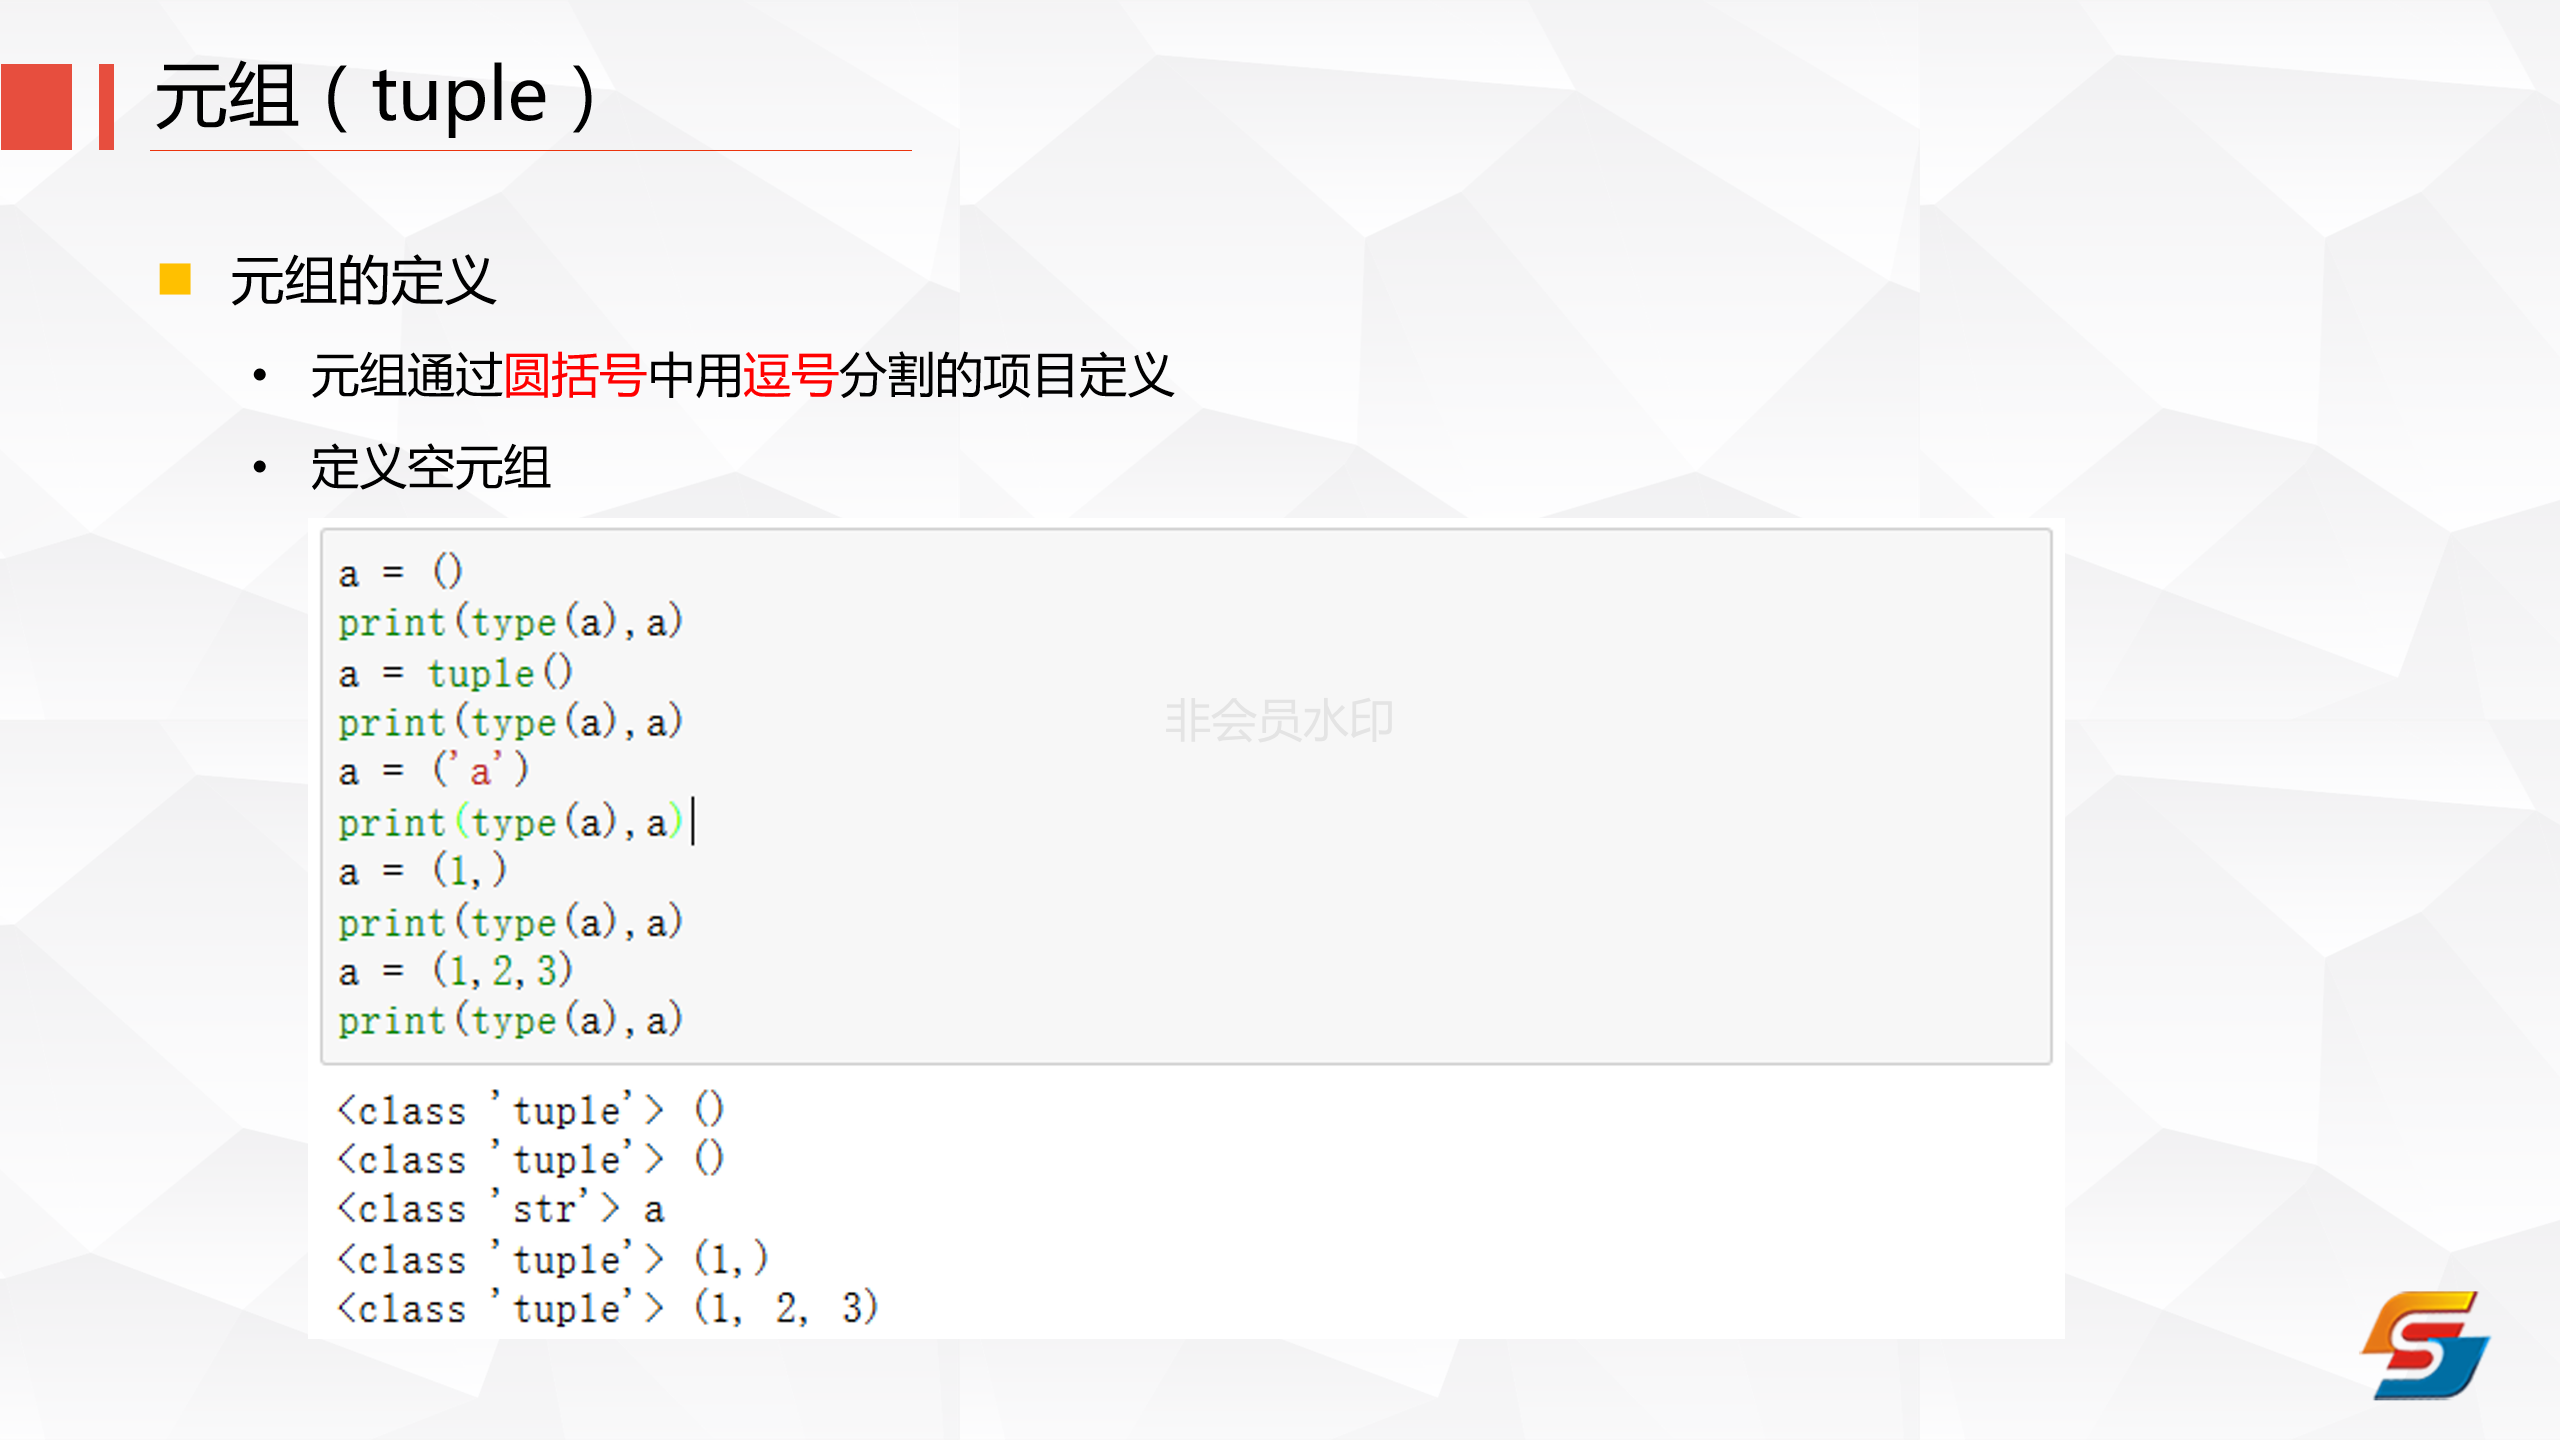 元组（tuple）
元组的定义
• 元组通过圆括号中用逗号分割的项目定义
• 定义空元组
a = ()
print(type(a),a)
a = tuple()
print(type(a),a)
a = ('a')
print(type(a),a)
a = (1,)
print(type(a),a)
a = (1,2,3)
print(type(a),a)
非会员水印
<class 'tuple'> ()
<class 'tuple'> ()
<class 'str'> a
<class 'tuple'> (1,)
<class 'tuple'> (1, 2, 3)